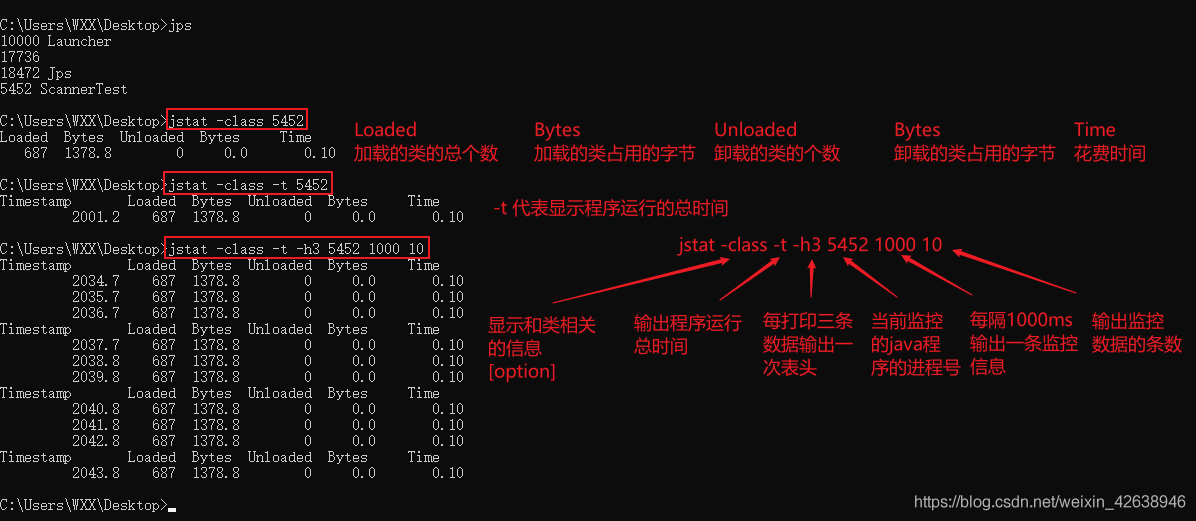 C:\Users\WXX\Desktop>jps
10000 Launcher
17736
18472 Jps
5452 ScannerTest
C:\Users\WXX\Desktop>jstat -class 5452
Loaded  Bytes  Unloaded  Bytes     Time
687  1378.8        0     0.0       0.10
Loaded Bytes Unloaded Bytes Time
加载的类的总个数 加载的类占用的字节 卸载的类的个数 卸载的类占用的字节 花费时间
C:\Users\WXX\Desktop>jstat -class -t 5452
Timestamp       Loaded  Bytes  Unloaded  Bytes     Time
2001.2    687  1378.8        0     0.0         0.10
-t 代表显示程序运行的总时间
C:\Users\WXX\Desktop>jstat -class -t -h3 5452 1000 10
Timestamp       Loaded  Bytes  Unloaded  Bytes     Time
2034.7    687  1378.8        0     0.0         0.10
2035.7    687  1378.8        0     0.0         0.10
2036.7    687  1378.8        0     0.0         0.10
Timestamp       Loaded  Bytes  Unloaded  Bytes     Time
2037.7    687  1378.8        0     0.0         0.10
2038.8    687  1378.8        0     0.0         0.10
2039.8    687  1378.8        0     0.0         0.10
Timestamp       Loaded  Bytes  Unloaded  Bytes     Time
2040.8    687  1378.8        0     0.0         0.10
2041.8    687  1378.8        0     0.0         0.10
2042.8    687  1378.8        0     0.0         0.10
Timestamp       Loaded  Bytes  Unloaded  Bytes     Time
2043.8    687  1378.8        0     0.0         0.10
C:\Users\WXX\Desktop>
jstat -class -t -h3 5452 1000 10
显示和类相关
的信息
[option]
输出程序运行
总时间
每打印三条
数据输出一
次表头
当前监控
的java程
序的进程号
每隔1000ms
输出一条监控
信息
输出监控
数据的条数
https://blog.csdn.net/weixin_42638946